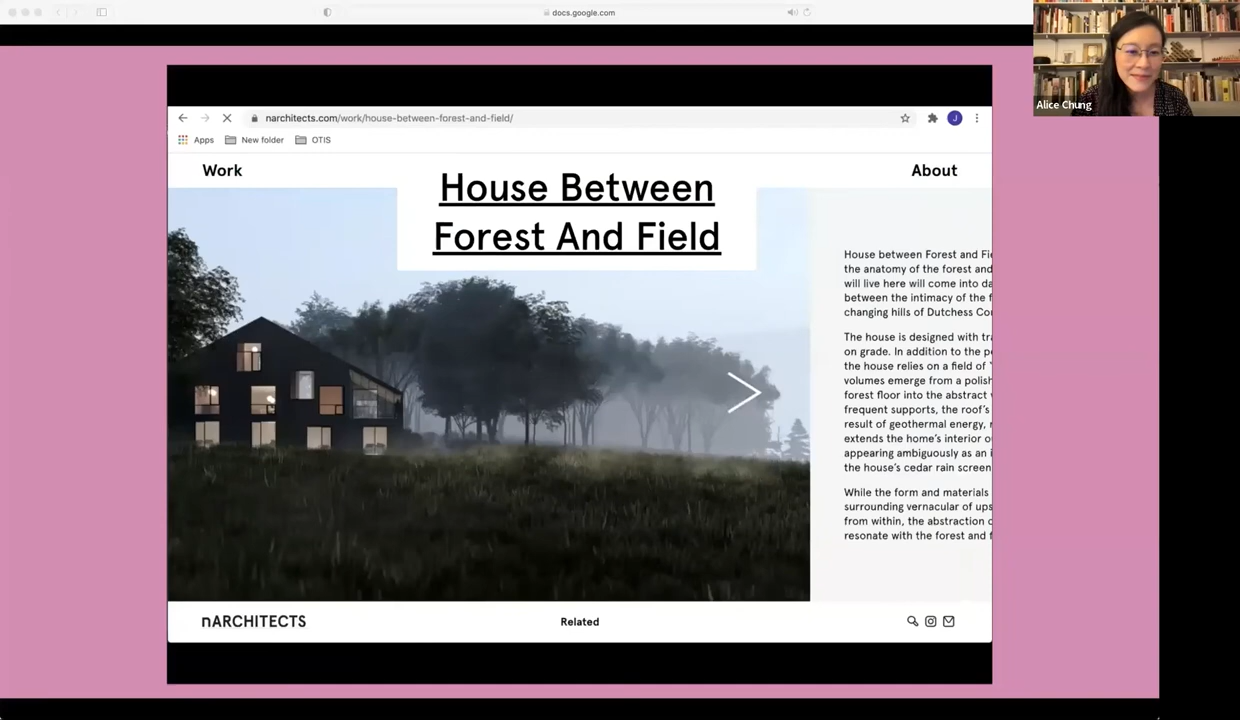 docs.google.com
Alice Chung
narchitects.com/work/house-between-forest-and-field/
J
Apps
New folder
OTIS
Work
House Between
Forest And Field
About
House between Forest and Fie
the anatomy of the forest and
will live here will come into da
between the intimacy of the f
changing hills of Dutchess Co
The house is designed with tra
on grade. In addition to the po
the house relies on a field of
volumes emerge from a polish
forest floor into the abstract
frequent supports, the roof's
result of geothermal energy,
extends the home's interior o
appearing ambiguously as an i
the house's cedar rain screen
While the form and materials
surrounding vernacular of ups
from within, the abstraction
resonate with the forest and f
nARCHITECTS
Related